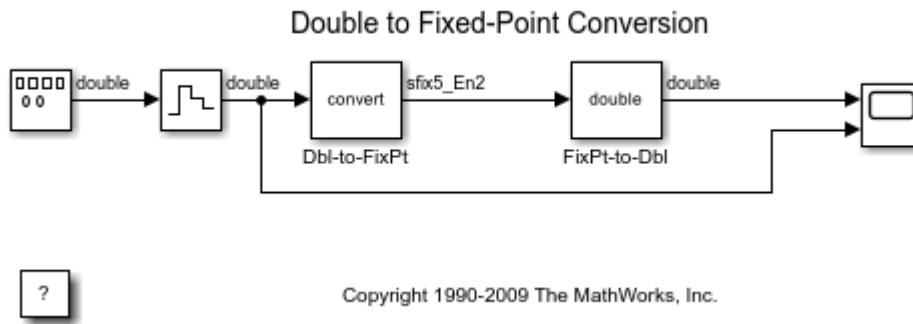 Double to Fixed-Point Conversion
double double sfix5_En2 double
convert double
Dbl-to-FixPt FixPt-to-Dbl
? Copyright 1990-2009 The MathWorks, Inc.